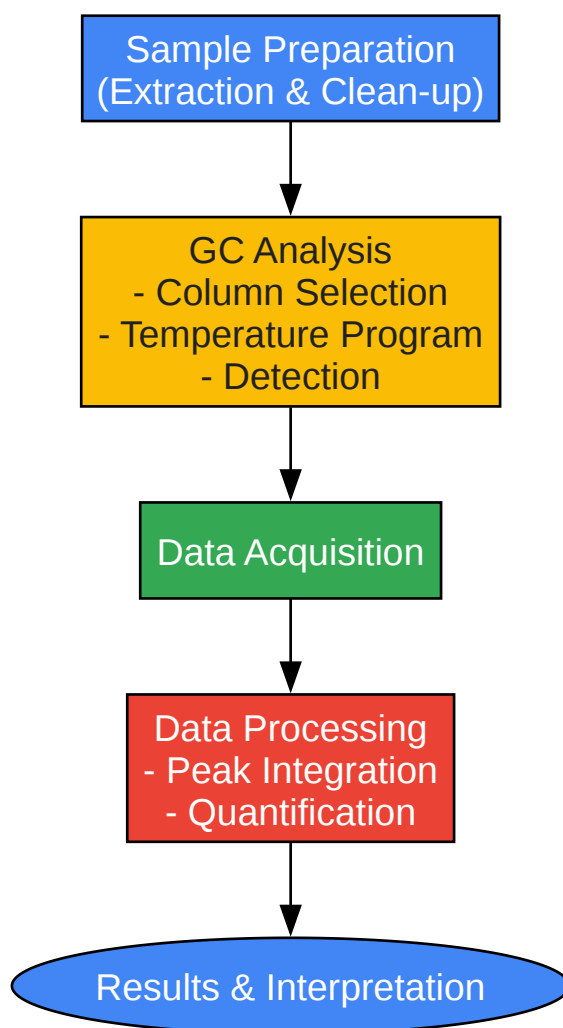 Sample Preparation
(Extraction & Clean-up)
GC Analysis
- Column Selection
- Temperature Program
- Detection
Data Acquisition
Data Processing
- Peak Integration
- Quantification
Results & Interpretation